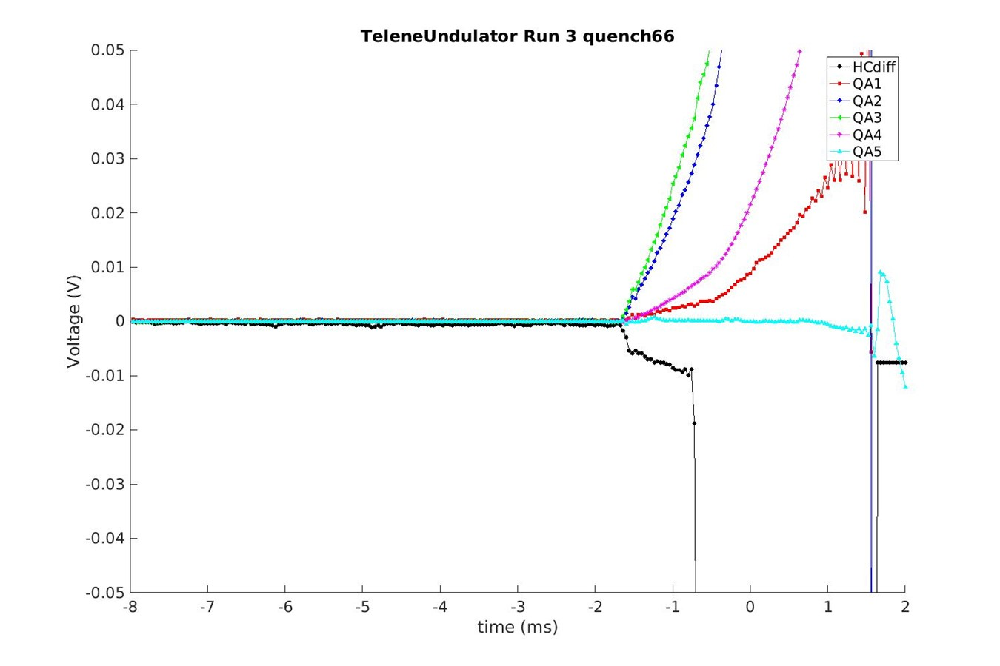 TeleneUndulator Run 3 quench66
0.05
0.04
0.03
0.02
0.01
0
-0.01
-0.02
-0.03
-0.04
-0.05
Voltage (V)
HCdiff
QA1
QA2
QA3
QA4
QA5
-8 -7 -6 -5 -4 -3 -2 -1 0 1 2
time (ms)